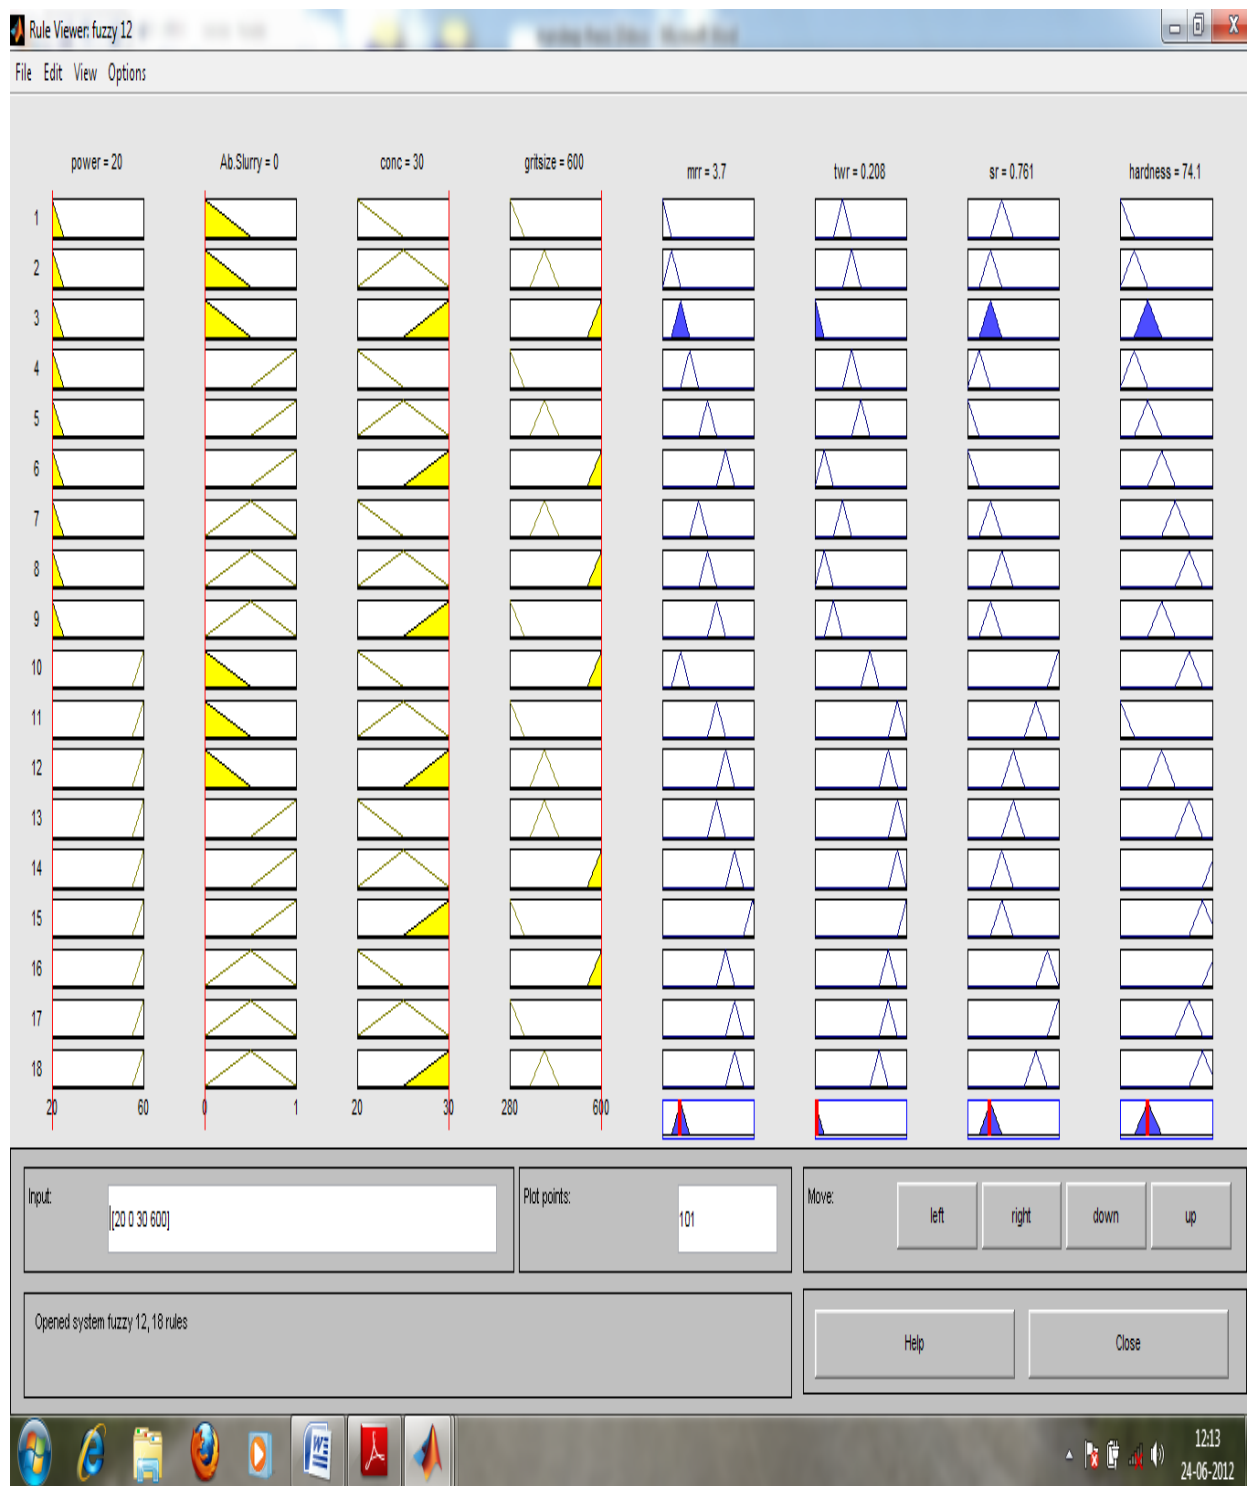 Rule Viewer: fuzzy 12
File Edit View Options
power = 20 Ab.Slurry = 0 conc = 30 gritsize = 600 mrr = 3.7 twr = 0.208 sr = 0.761 hardness = 74.1
1
2
3
4
5
6
7
8
9
10
11
12
13
14
15
16
17
18
20 60 0 1 20 30 280 600
Input: Plot points: Move:
[20 0 30 600] 101 left right down up
Opened system fuzzy 12, 18 rules
Help Close
12:13
24-06-2012